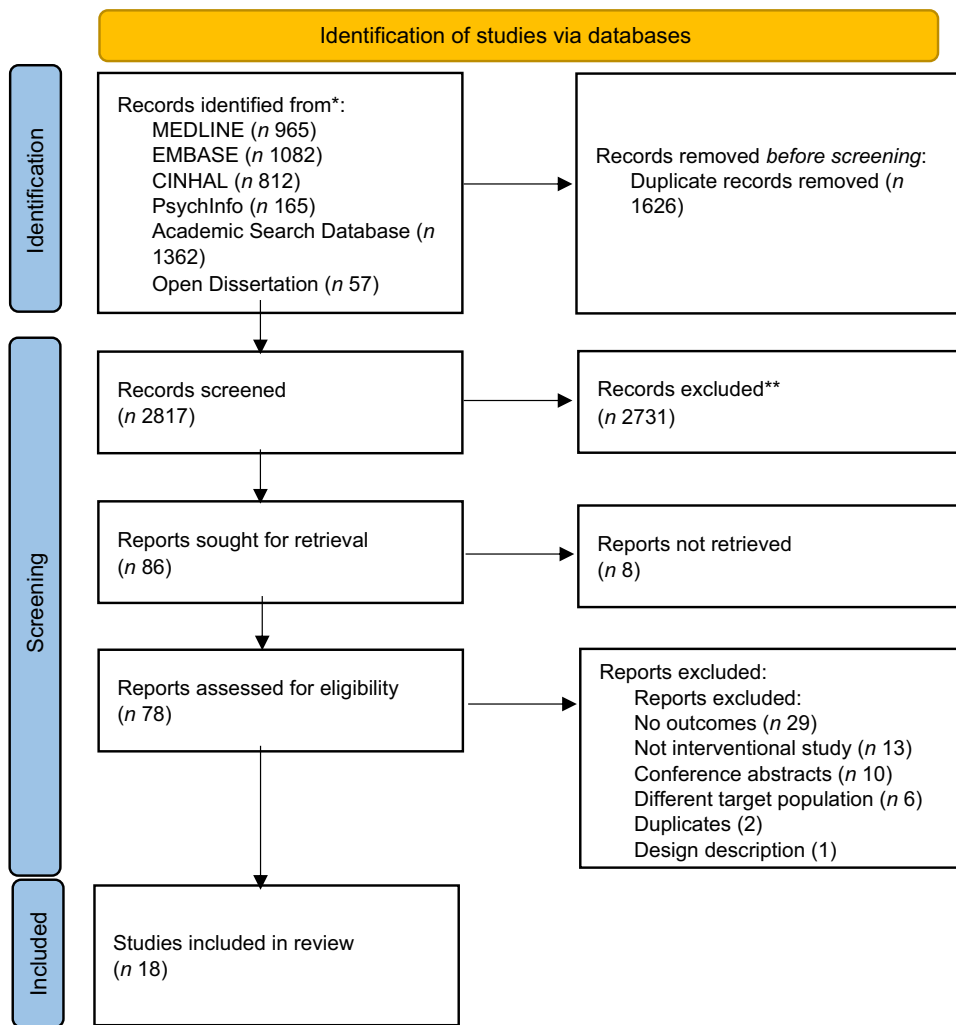 Identification of studies via databases
Identification
Records identified from*:
MEDLINE (n 965)
EMBASE (n 1082)
CINHAL (n 812)
PsychInfo (n 165)
Academic Search Database (n
1362)
Open Dissertation (n 57)
Records removed before screening:
Duplicate records removed (n
1626)
Screening
Records screened
(n 2817)
Records excluded**
(n 2731)
Reports sought for retrieval
(n 86)
Reports not retrieved
(n 8)
Reports assessed for eligibility
(n 78)
Reports excluded:
Reports excluded:
No outcomes (n 29)
Not interventional study (n 13)
Conference abstracts (n 10)
Different target population (n 6)
Duplicates (2)
Design description (1)
Included
Studies included in review
(n 18)